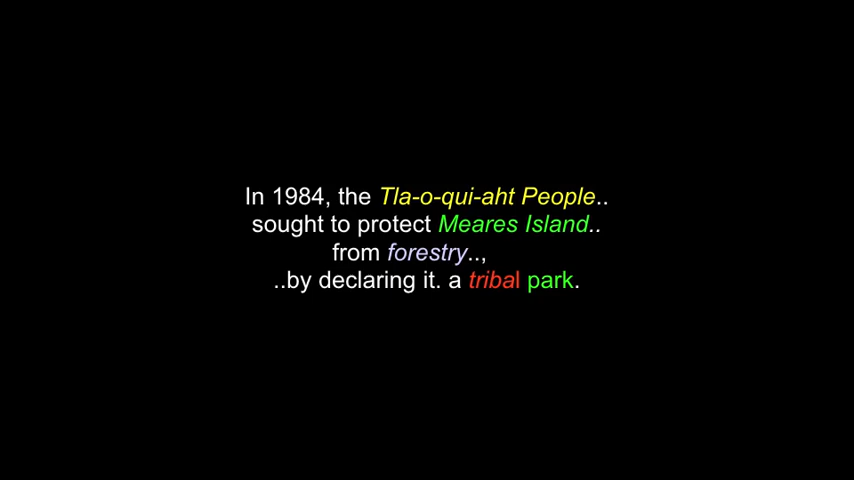 In 1984, the Tla-o-qui-aht People..
sought to protect Meares Island..
from forestry..,
..by declaring it. a tribal park.